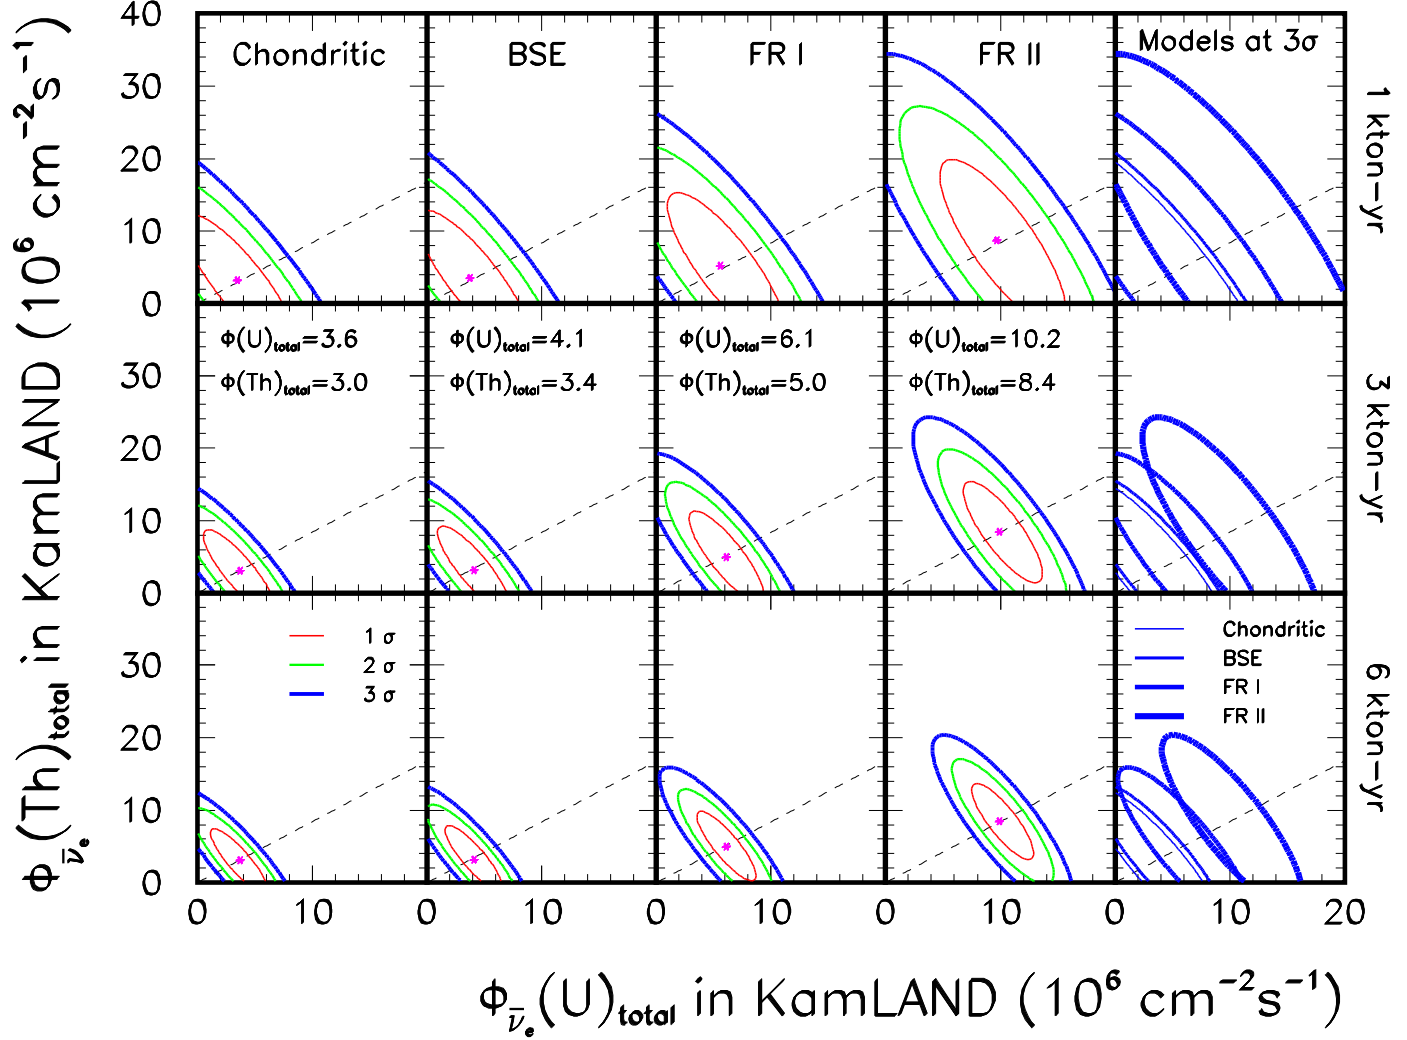 Φν̄ₑ(Th)total in KamLAND (10⁶ cm⁻²s⁻¹)
40
30
20
10
0
Chondritic
BSE
FR I
FR II
Models at 3σ
1 kton-yr
30
20
10
0
Φ(U)total=3.6
Φ(Th)total=3.0
Φ(U)total=4.1
Φ(Th)total=3.4
Φ(U)total=6.1
Φ(Th)total=5.0
Φ(U)total=10.2
Φ(Th)total=8.4
3 kton-yr
30
20
10
0
1 σ
2 σ
3 σ
Chondritic
BSE
FR I
FR II
6 kton-yr
0 10 0 10 0 10 0 10 0 10 20
Φν̄ₑ(U)total in KamLAND (10⁶ cm⁻²s⁻¹)